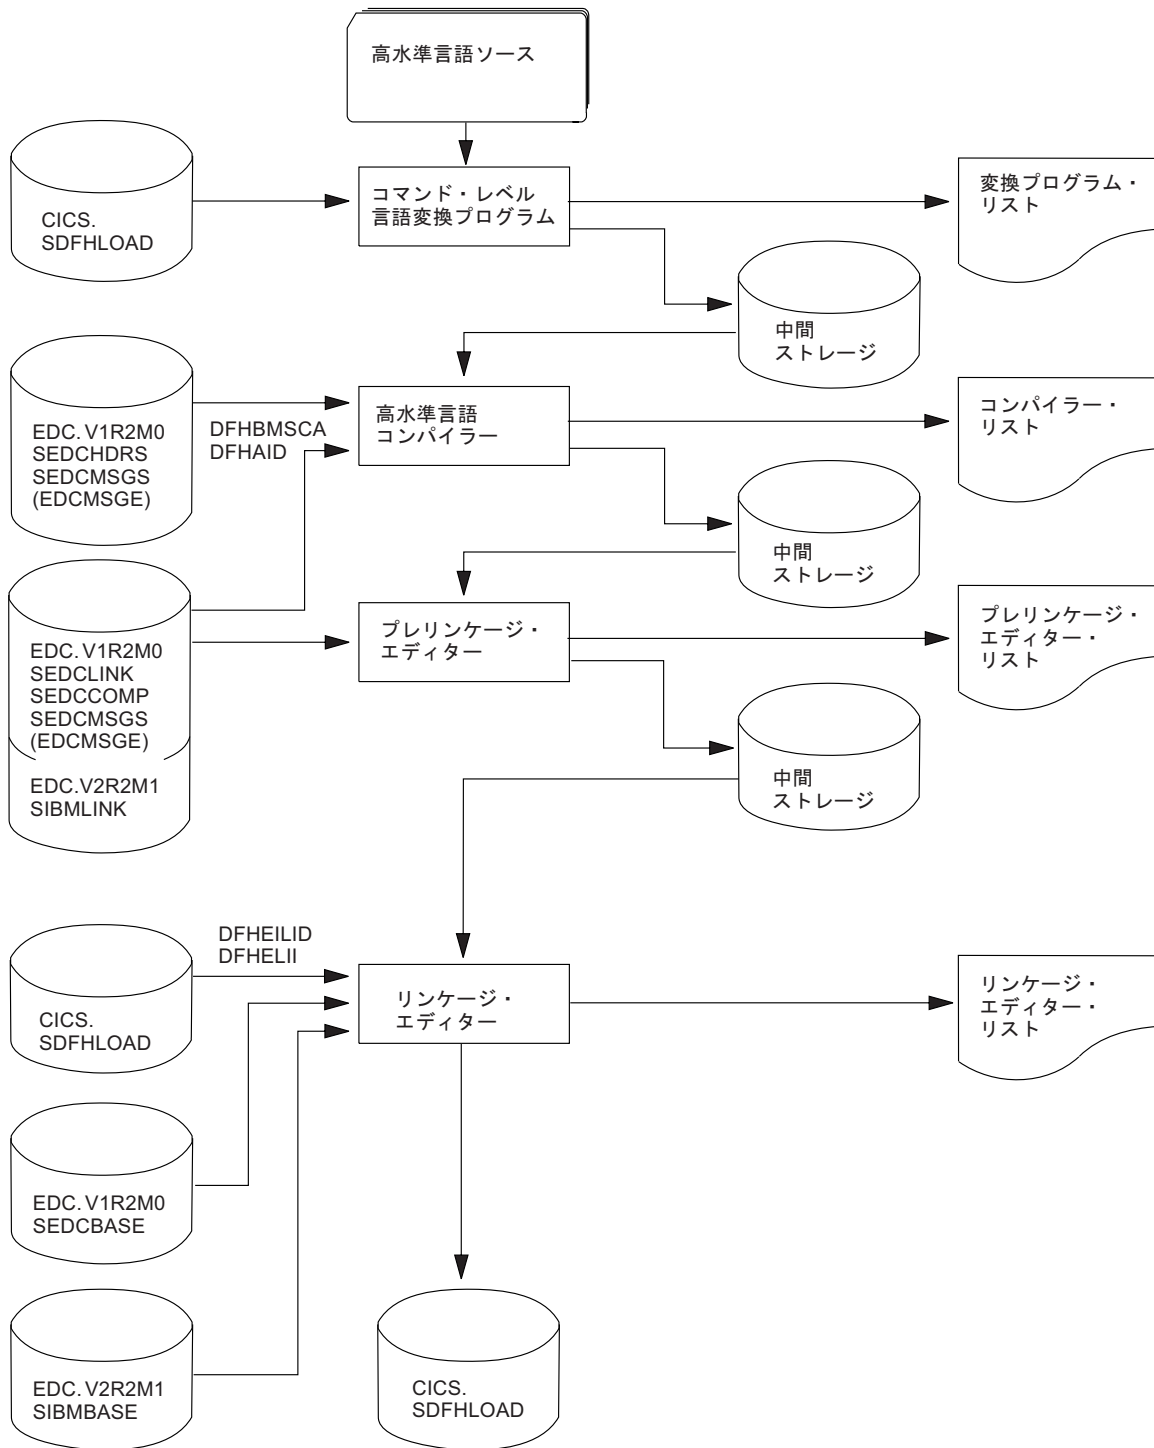 高水準言語ソース
CICS.
SDFHLOAD
コマンド・レベル
言語変換プログラム
変換プログラム・
リスト
中間
ストレージ
EDC.V1R2M0
SEDCHDRS
SEDCMSGS
(EDCMSGE)
DFHBMSCA
DFHAID
高水準言語
コンパイラー
コンパイラー・
リスト
中間
ストレージ
EDC.V1R2M0
SEDCLINK
SEDCCOMP
SEDCMSGS
(EDCMSGE)
EDC.V2R2M1
SIBMLINK
プレリンケージ・
エディター
プレリンケージ・
エディター・
リスト
中間
ストレージ
CICS.
SDFHLOAD
DFHEILID
DFHELII
リンケージ・
エディター
リンケージ・
エディター・
リスト
EDC.V1R2M0
SEDCBASE
EDC.V2R2M1
SIBMBASE
CICS.
SDFHLOAD